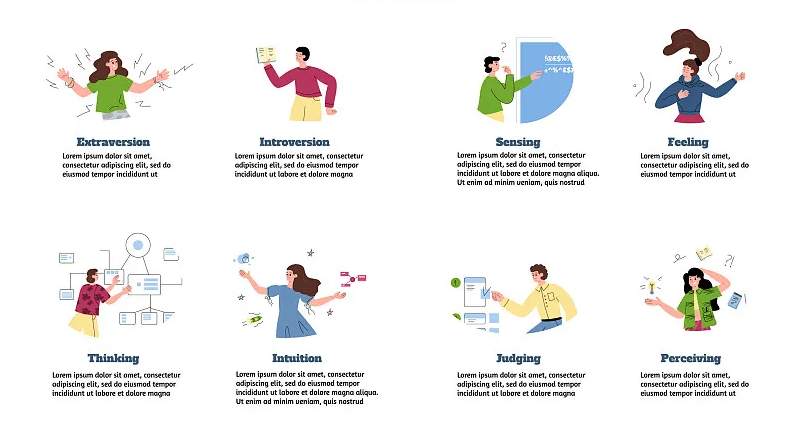 ?
!@£$%^
÷^%^£$›
Extraversion
Lorem ipsum dolor sit amet,
consectetur adipiscing elit, sed do
eiusmod tempor incididunt ut
Introversion
Lorem ipsum dolor sit amet, consectetur
adipiscing elit, sed do eiusmod tempor
incididunt ut labore et dolore magna
Sensing
Lorem ipsum dolor sit amet, consectetur
adipiscing elit, sed do eiusmod tempor
incididunt ut labore et dolore magna aliqua.
Ut enim ad minim veniam, quis nostrud
Feeling
Lorem ipsum dolor sit amet,
consectetur adipiscing elit, sed do
eiusmod tempor incididunt ut
?!
Thinking
Lorem ipsum dolor sit amet, consectetur
adipiscing elit, sed do eiusmod tempor
incididunt ut labore et dolore magna
Intuition
Lorem ipsum dolor sit amet, consectetur
adipiscing elit, sed do eiusmod tempor
incididunt ut labore et dolore magna aliqua.
Ut enim ad minim veniam, quis nostrud
Judging
Lorem ipsum dolor sit amet, consectetur
adipiscing elit, sed do eiusmod tempor
incididunt ut labore et dolore magna
Perceiving
Lorem ipsum dolor sit amet,
consectetur adipiscing elit, sed do
eiusmod tempor incididunt ut